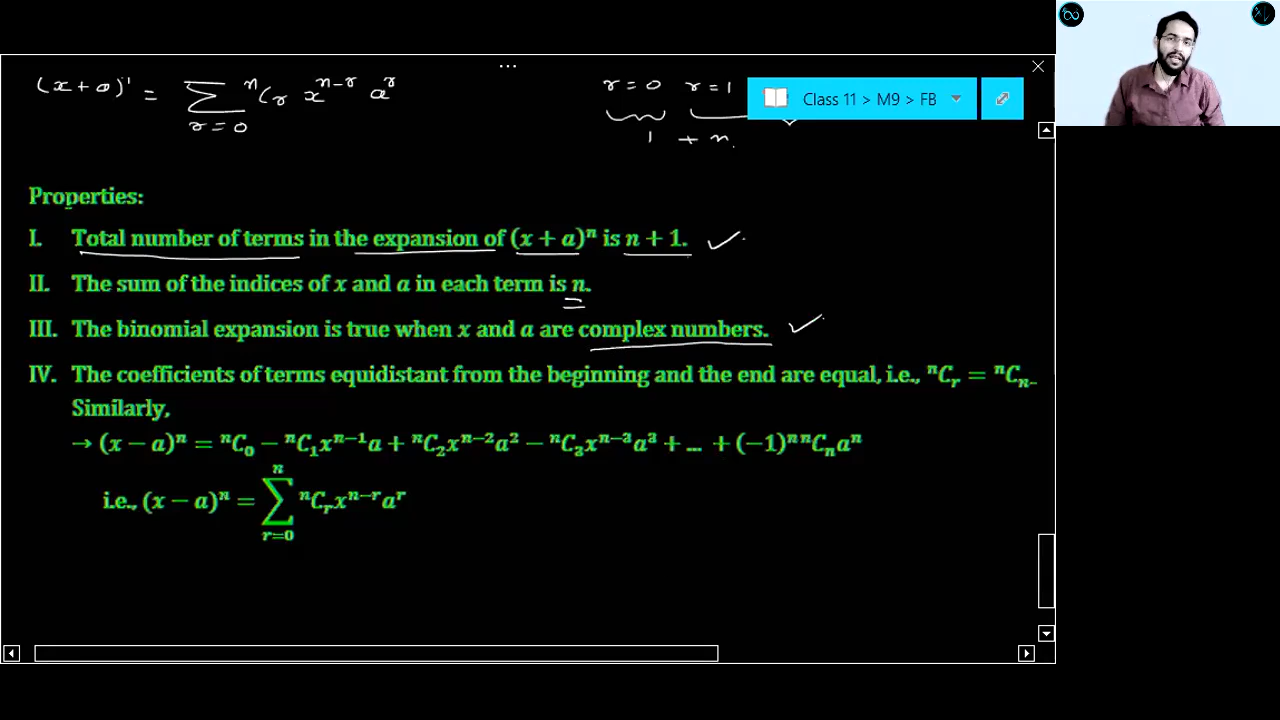 (x + a)ⁿ = ∑ r = 0 ⁿCr xⁿ⁻ʳ aʳ
r = 0 r = 1
1 + n.
Class 11 > M9 > FB
Properties:
I. Total number of terms in the expansion of (x + a)ⁿ is n + 1.
II. The sum of the indices of x and a in each term is n.
III. The binomial expansion is true when x and a are complex numbers.
IV. The coefficients of terms equidistant from the beginning and the end are equal, i.e., ⁿCᵣ = ⁿCₙ₋
Similarly,
→ (x − a)ⁿ = ⁿC₀ − ⁿC₁xⁿ⁻¹a + ⁿC₂xⁿ⁻²a² − ⁿC₃xⁿ⁻³a³ + ... + (−1)ⁿ ⁿCₙaⁿ
i.e., (x − a)ⁿ = ∑ n r=0 ⁿCᵣxⁿ⁻ʳaʳ